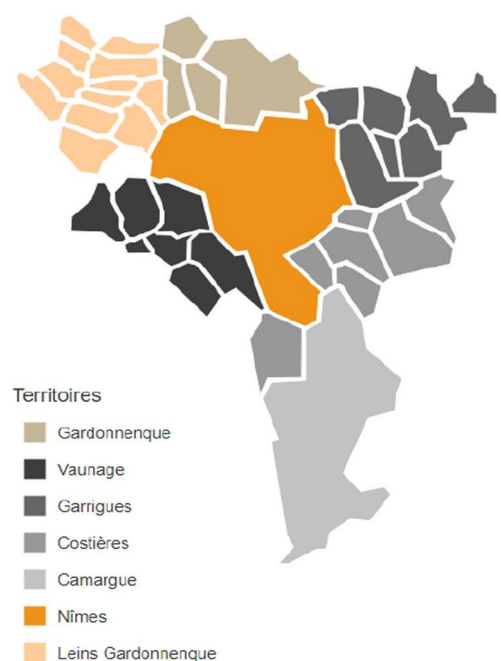 Territoires
Gardonnenque
Vaunage
Garrigues
Costières
Camargue
Nîmes
Leins Gardonnenque